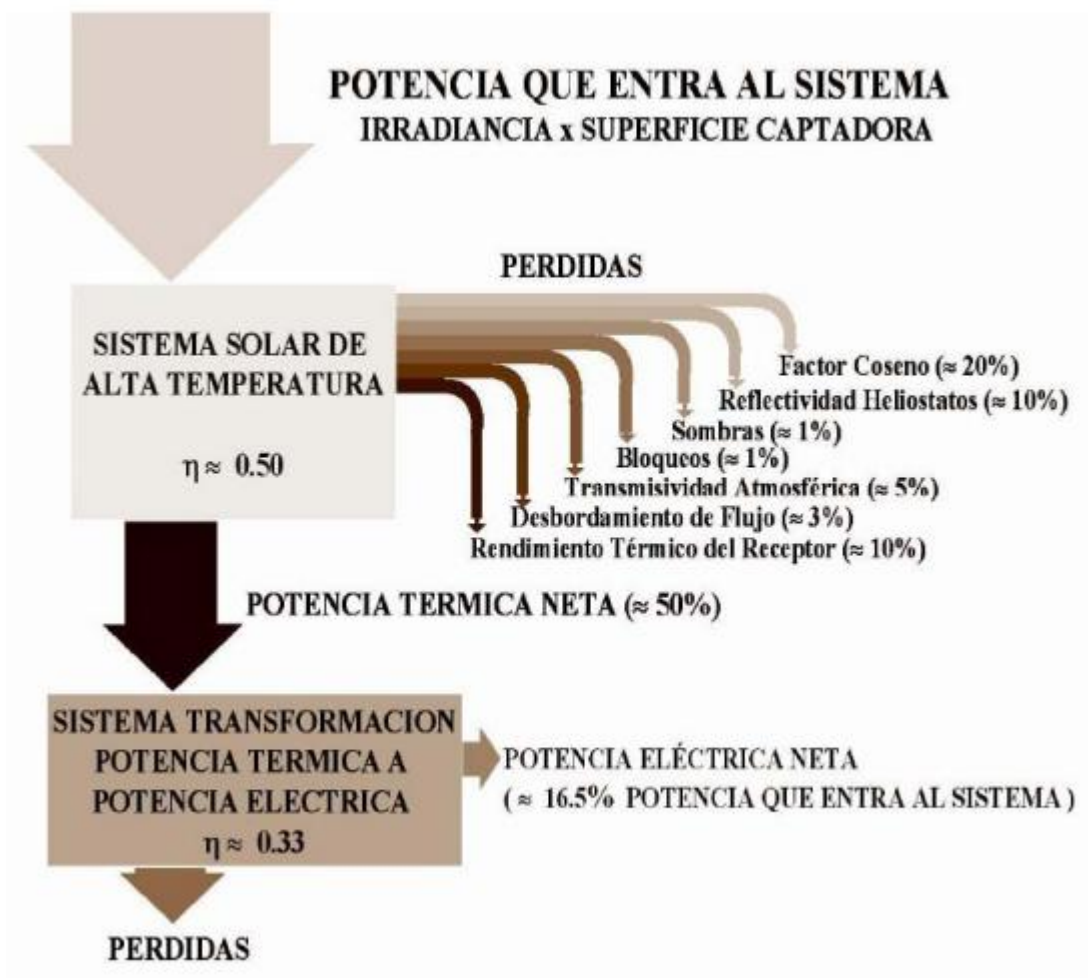 POTENCIA QUE ENTRA AL SISTEMA
IRRADIANCIA x SUPERFICIE CAPTADORA
PERDIDAS
SISTEMA SOLAR DE
ALTA TEMPERATURA
η ≈ 0.50
Factor Coseno (≈ 20%)
Reflectividad Heliostatos (≈ 10%)
Sombras (≈ 1%)
Bloqueos (≈ 1%)
Transmisividad Atmosférica (≈ 5%)
Desbordamiento de Flujo (≈ 3%)
Rendimiento Térmico del Receptor (≈ 10%)
POTENCIA TERMICA NETA (≈ 50%)
SISTEMA TRANSFORMACION
POTENCIA TERMICA A
POTENCIA ELECTRICA
η ≈ 0.33
POTENCIA ELÉCTRICA NETA
( ≈ 16.5% POTENCIA QUE ENTRA AL SISTEMA )
PERDIDAS